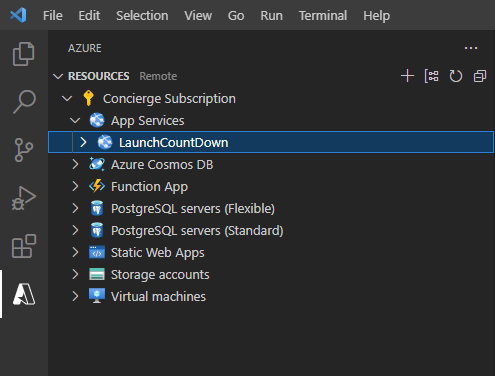 File Edit View Go Run Terminal Help
AZURE
RESOURCES Remote
Concierge Subscription
App Services
LaunchCountDown
Azure Cosmos DB
Function App
PostgreSQL servers (Flexible)
PostgreSQL servers (Standard)
Static Web Apps
Storage accounts
Virtual machines